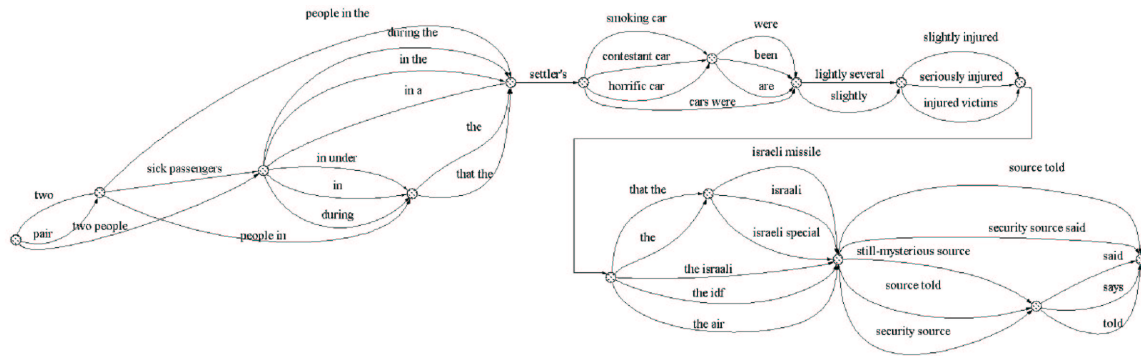 people in the
during the
in the
in a
sick passengers
in under
in
during
people in
two
pair
two people
the
that the
settler's
smoking car
contestant car
horrific car
cars were
were
been
are
lightly several
slightly
slightly injured
seriously injured
injured victims
that the
the
israeli missile
israali
israeli special
the israali
the idf
the air
source told
security source said
still-mysterious source
source told
security source
said
says
told